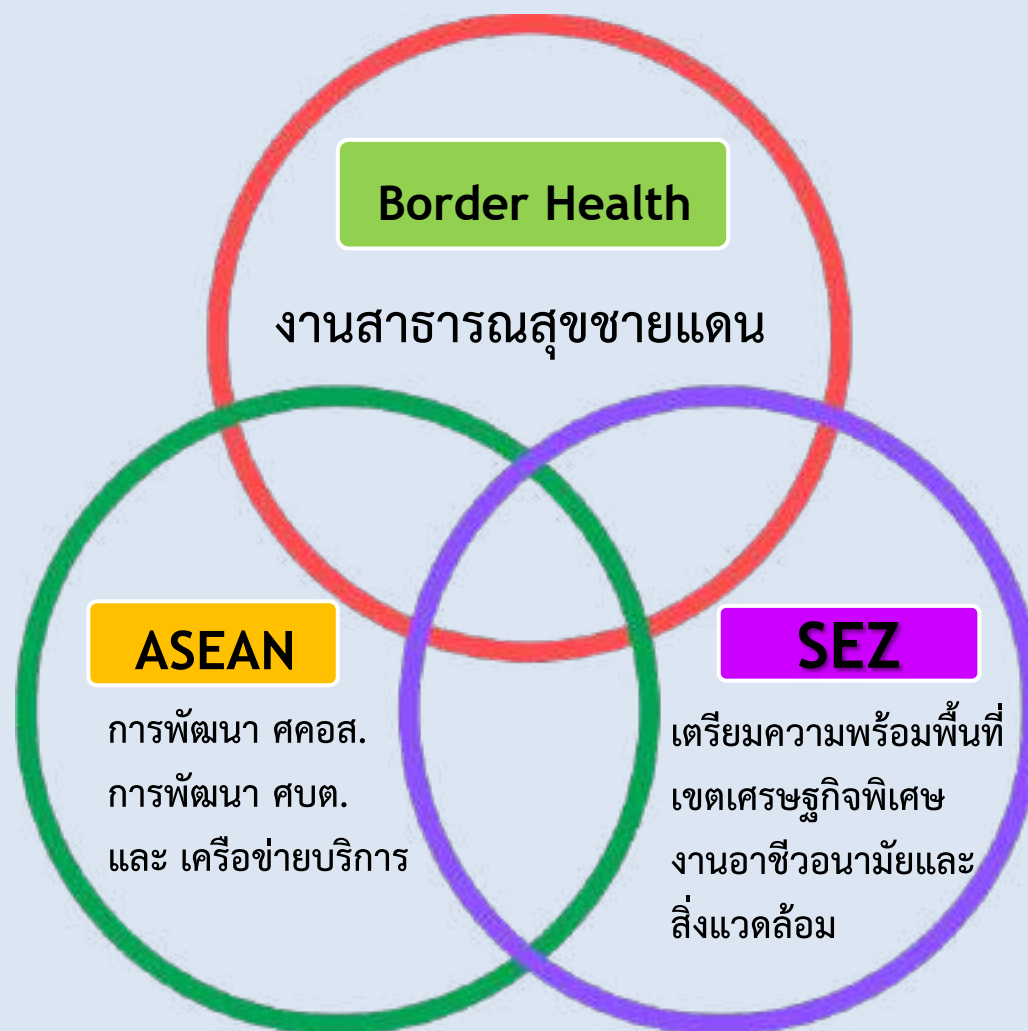 Border Health
งานสาธารณสุขชายแดน
ASEAN
การพัฒนา ศคอส.
การพัฒนา ศบต.
และ เครือข่ายบริการ
SEZ
เตรียมความพร้อมพื้นที่
เขตเศรษฐกิจพิเศษ
งานอาชีวอนามัยและ
สิ่งแวดล้อม